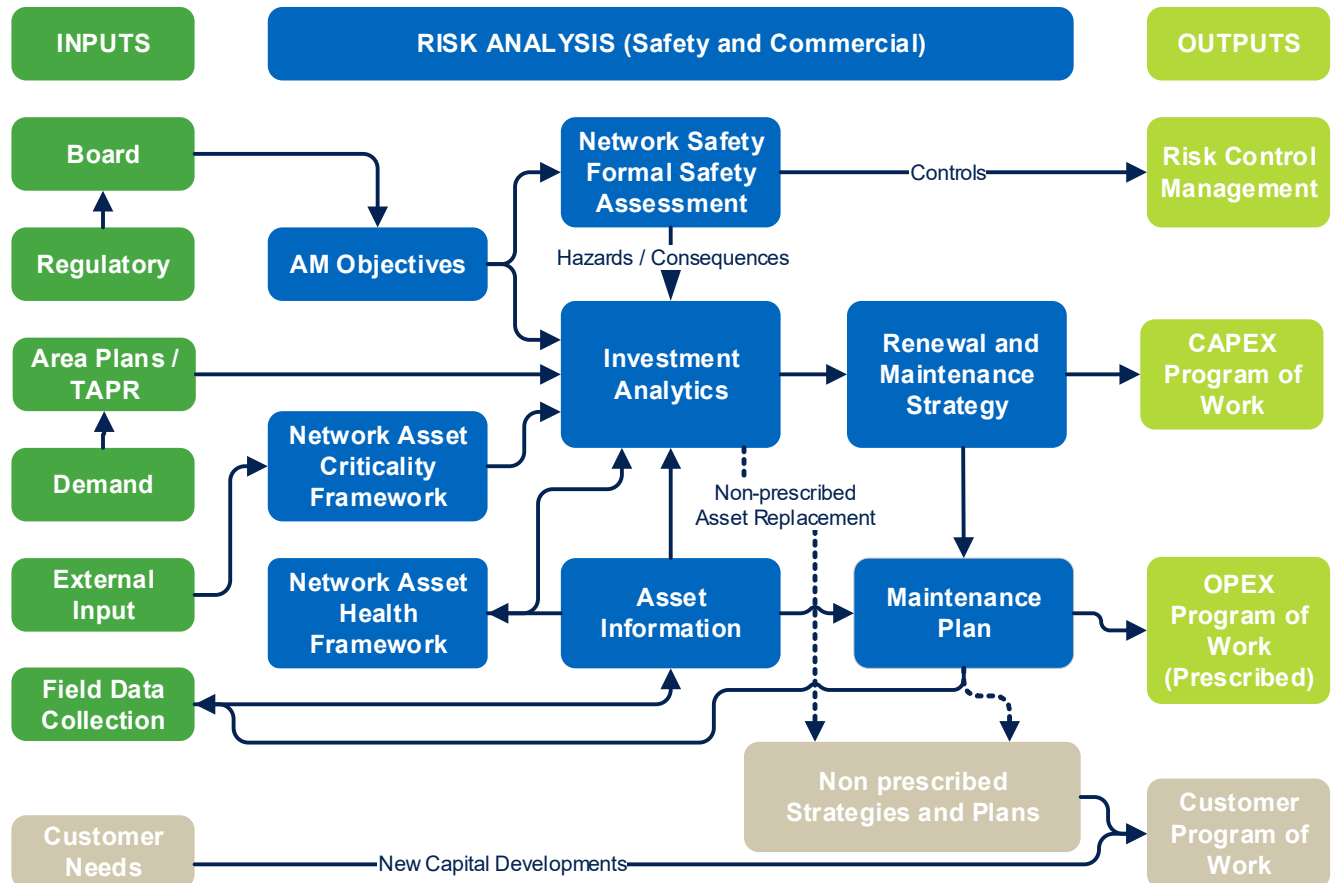 INPUTS
RISK ANALYSIS (Safety and Commercial)
OUTPUTS
Board
Network Safety
Formal Safety
Assessment
Controls
Risk Control
Management
Regulatory
AM Objectives
Hazards / Consequences
Area Plans /
TAPR
Investment
Analytics
Renewal and
Maintenance
Strategy
CAPEX
Program of
Work
Demand
Network Asset
Criticality
Framework
Non-prescribed
Asset Replacement
External
Input
Network Asset
Health
Framework
Asset
Information
Maintenance
Plan
OPEX
Program of
Work
(Prescribed)
Field Data
Collection
Non prescribed
Strategies and Plans
Customer
Needs
New Capital Developments
Customer
Program of
Work